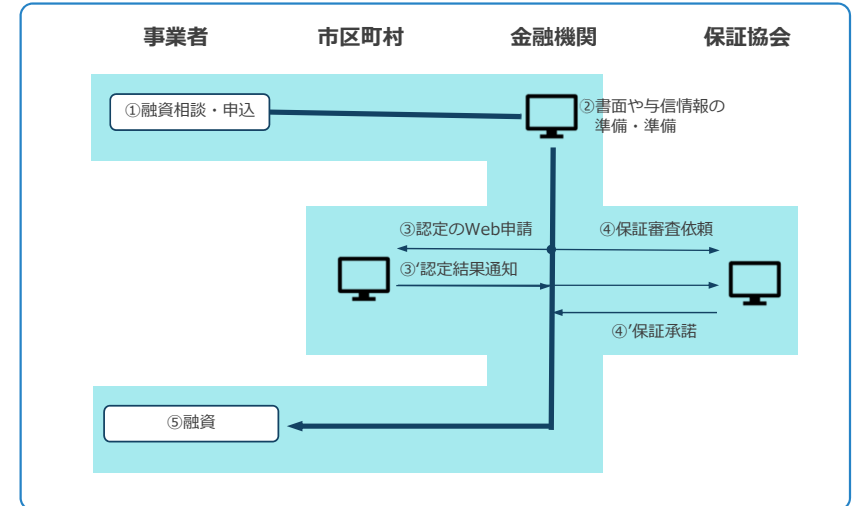 事業者
市区町村
金融機関
保証協会
①融資相談・申込
②書面や与信情報の
準備・準備
③認定のWeb申請
④保証審査依頼
③’認定結果通知
④’保証承諾
⑤融資